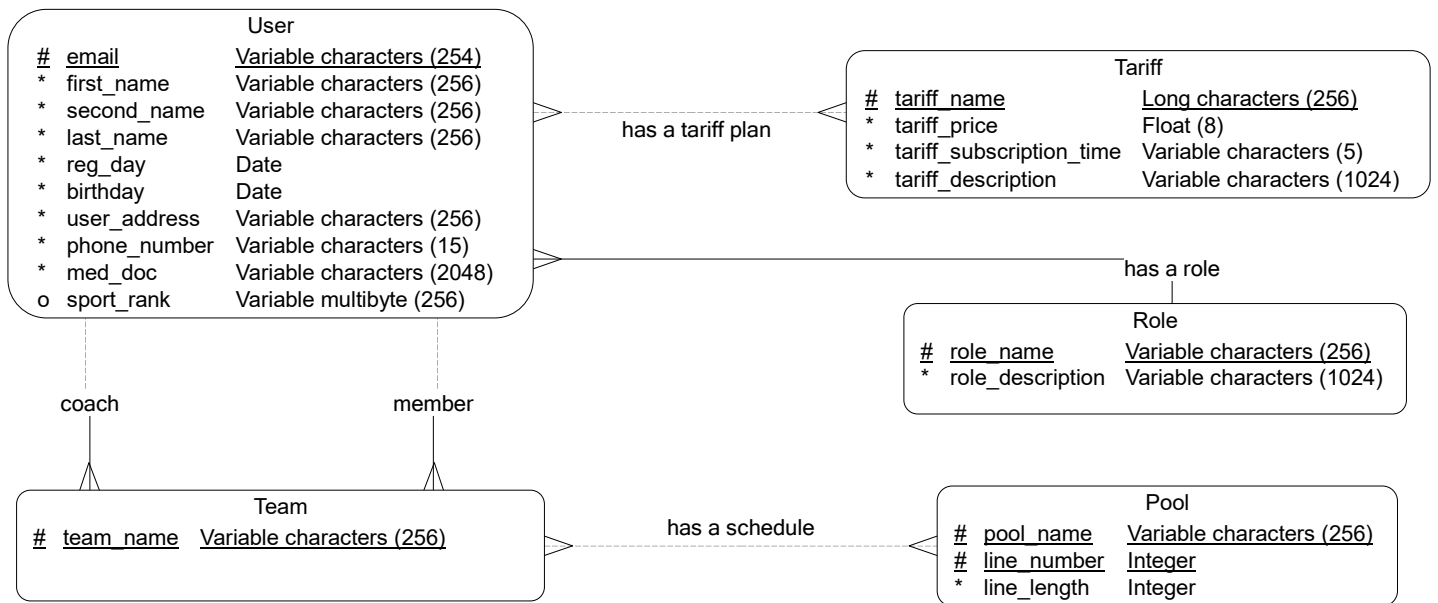 User
# email Variable characters (254)
* first_name Variable characters (256)
* second_name Variable characters (256)
* last_name Variable characters (256)
* reg_day Date
* birthday Date
* user_address Variable characters (256)
* phone_number Variable characters (15)
* med_doc Variable characters (2048)
o sport_rank Variable multibyte (256)
has a tariff plan
Tariff
# tariff_name Long characters (256)
* tariff_price Float (8)
* tariff_subscription_time Variable characters (5)
* tariff_description Variable characters (1024)
has a role
Role
# role_name Variable characters (256)
* role_description Variable characters (1024)
coach
member
Team
# team_name Variable characters (256)
has a schedule
Pool
# pool_name Variable characters (256)
# line_number Integer
* line_length Integer